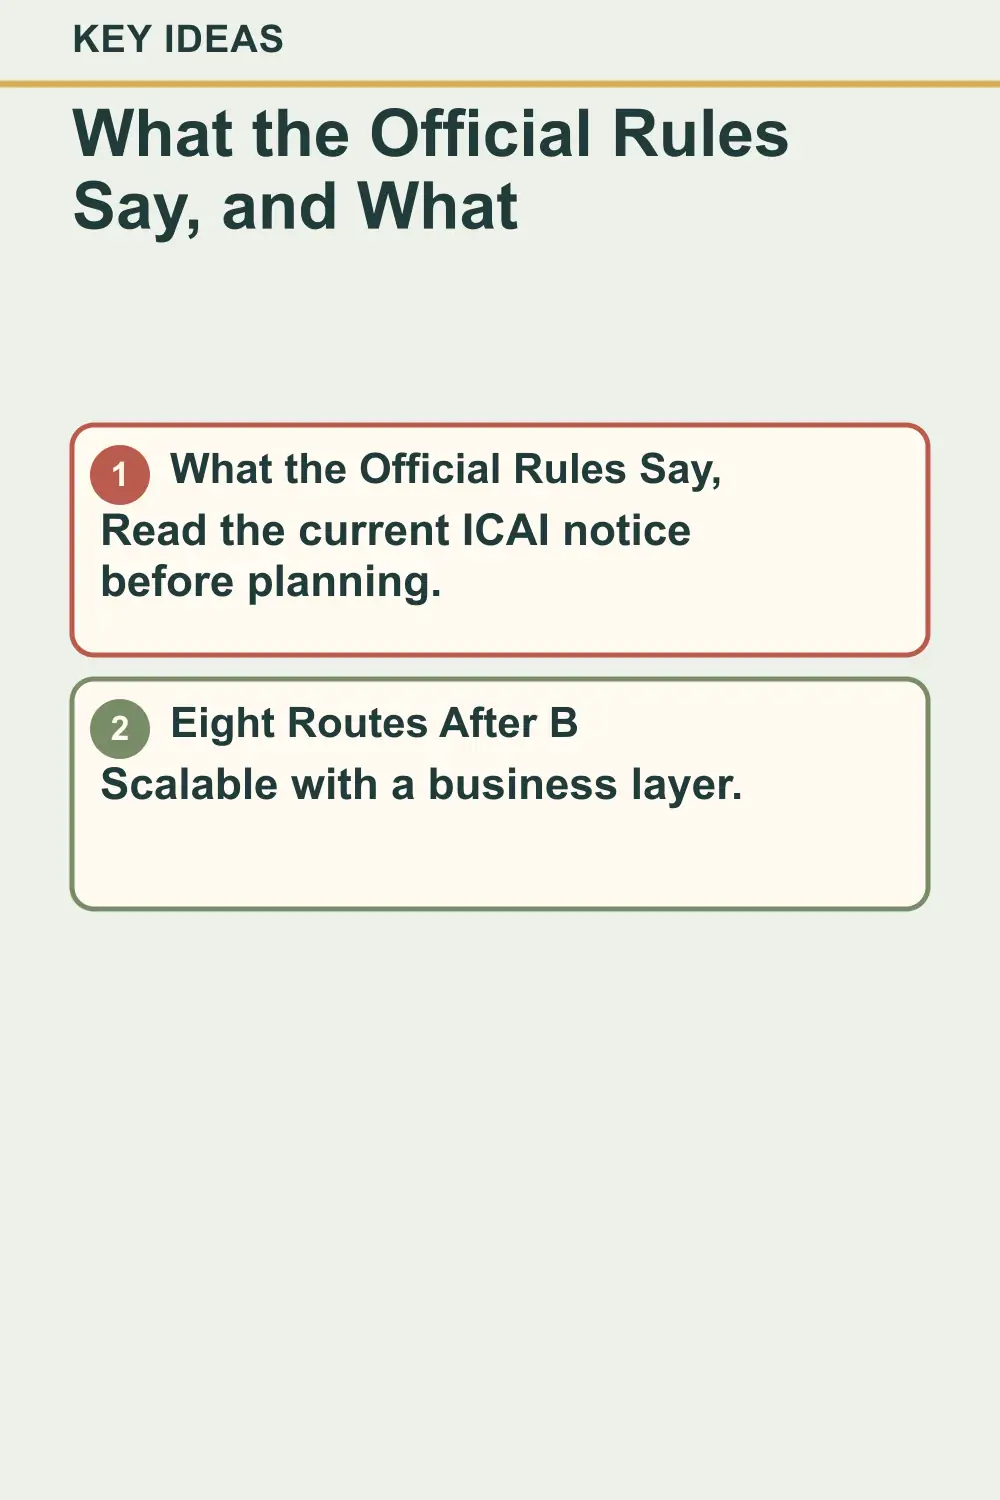 KEY IDEAS
What the Official Rules
Say, and What
1 What the Official Rules Say,
Read the current ICAI notice
before planning.
2 Eight Routes After B
Scalable with a business layer.